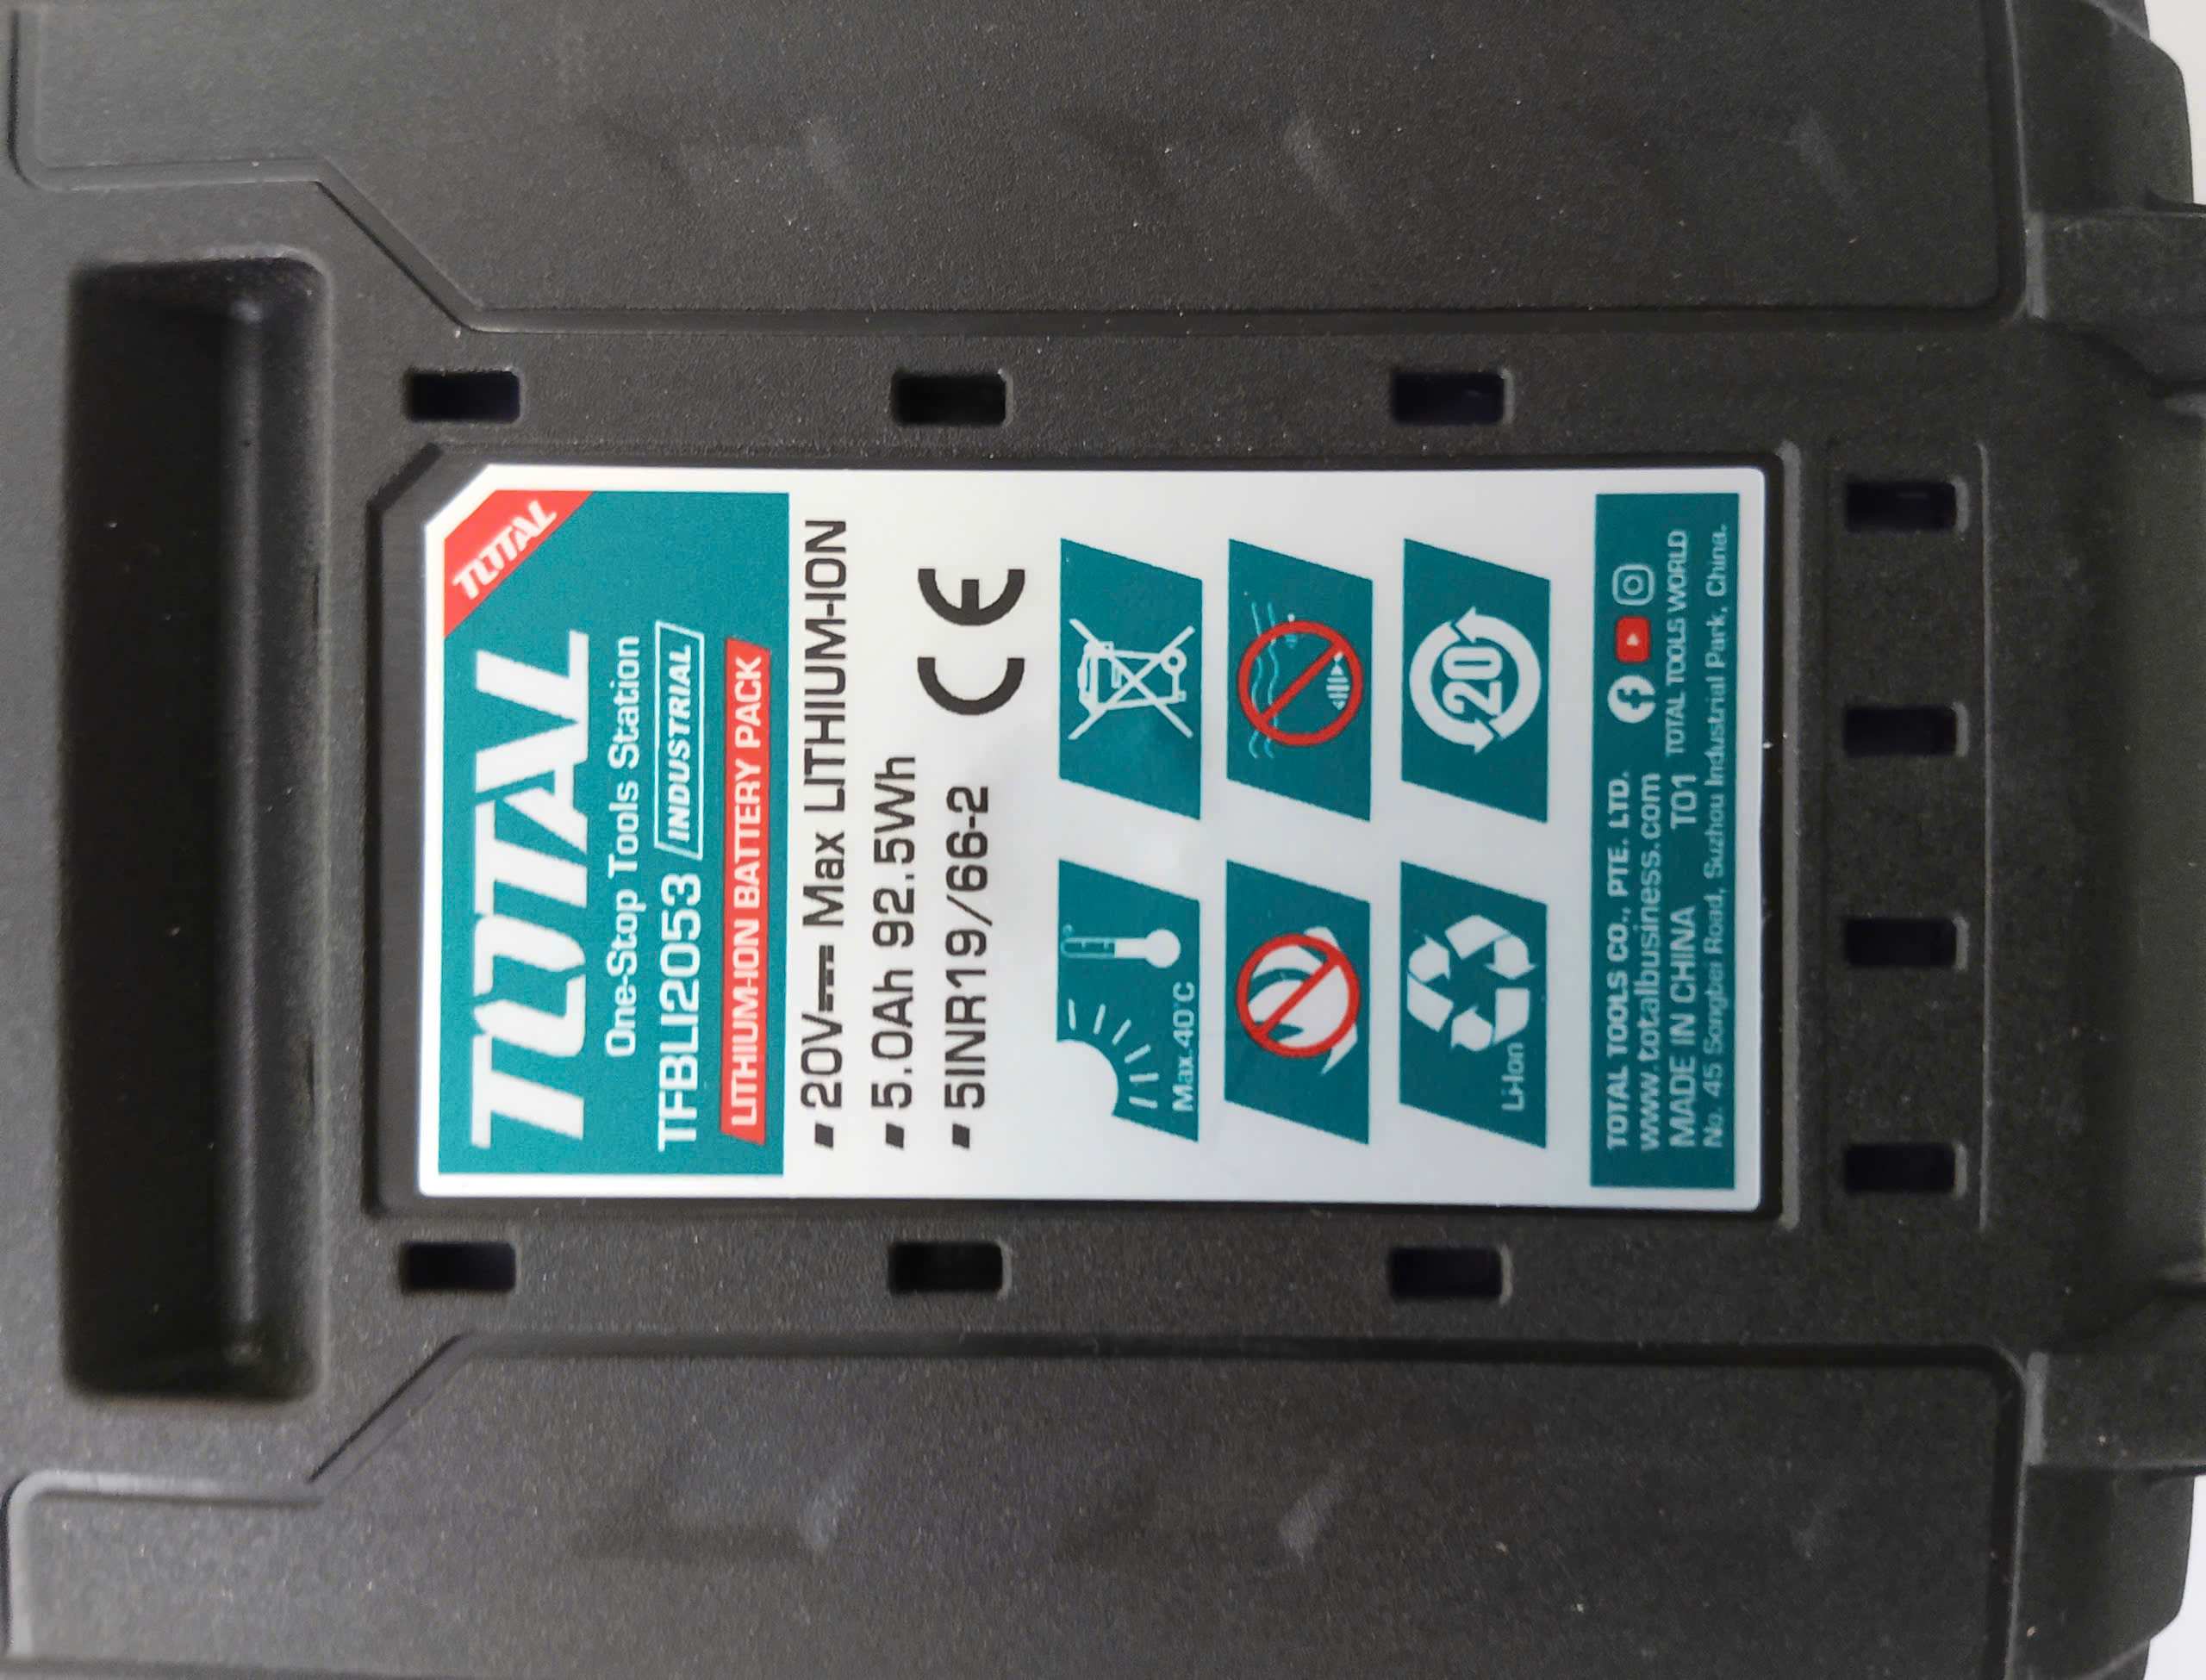 TOTAL
TOTAL
One-Stop Tools Station
TFBLI2053 INDUSTRIAL
LITHIUM-ION BATTERY PACK
▪ 20V⎓ Max LITHIUM-ION
▪ 5.0Ah 92.5Wh
▪ 5INR19/66-2
CE
Max.40°C
20
Li-Ion
TOTAL TOOLS CO., PTE. LTD.
www.totalbusiness.com
MADE IN CHINA T01 TOTAL TOOLS WORLD
No. 45 Songbei Road, Suzhou Industrial Park, China.